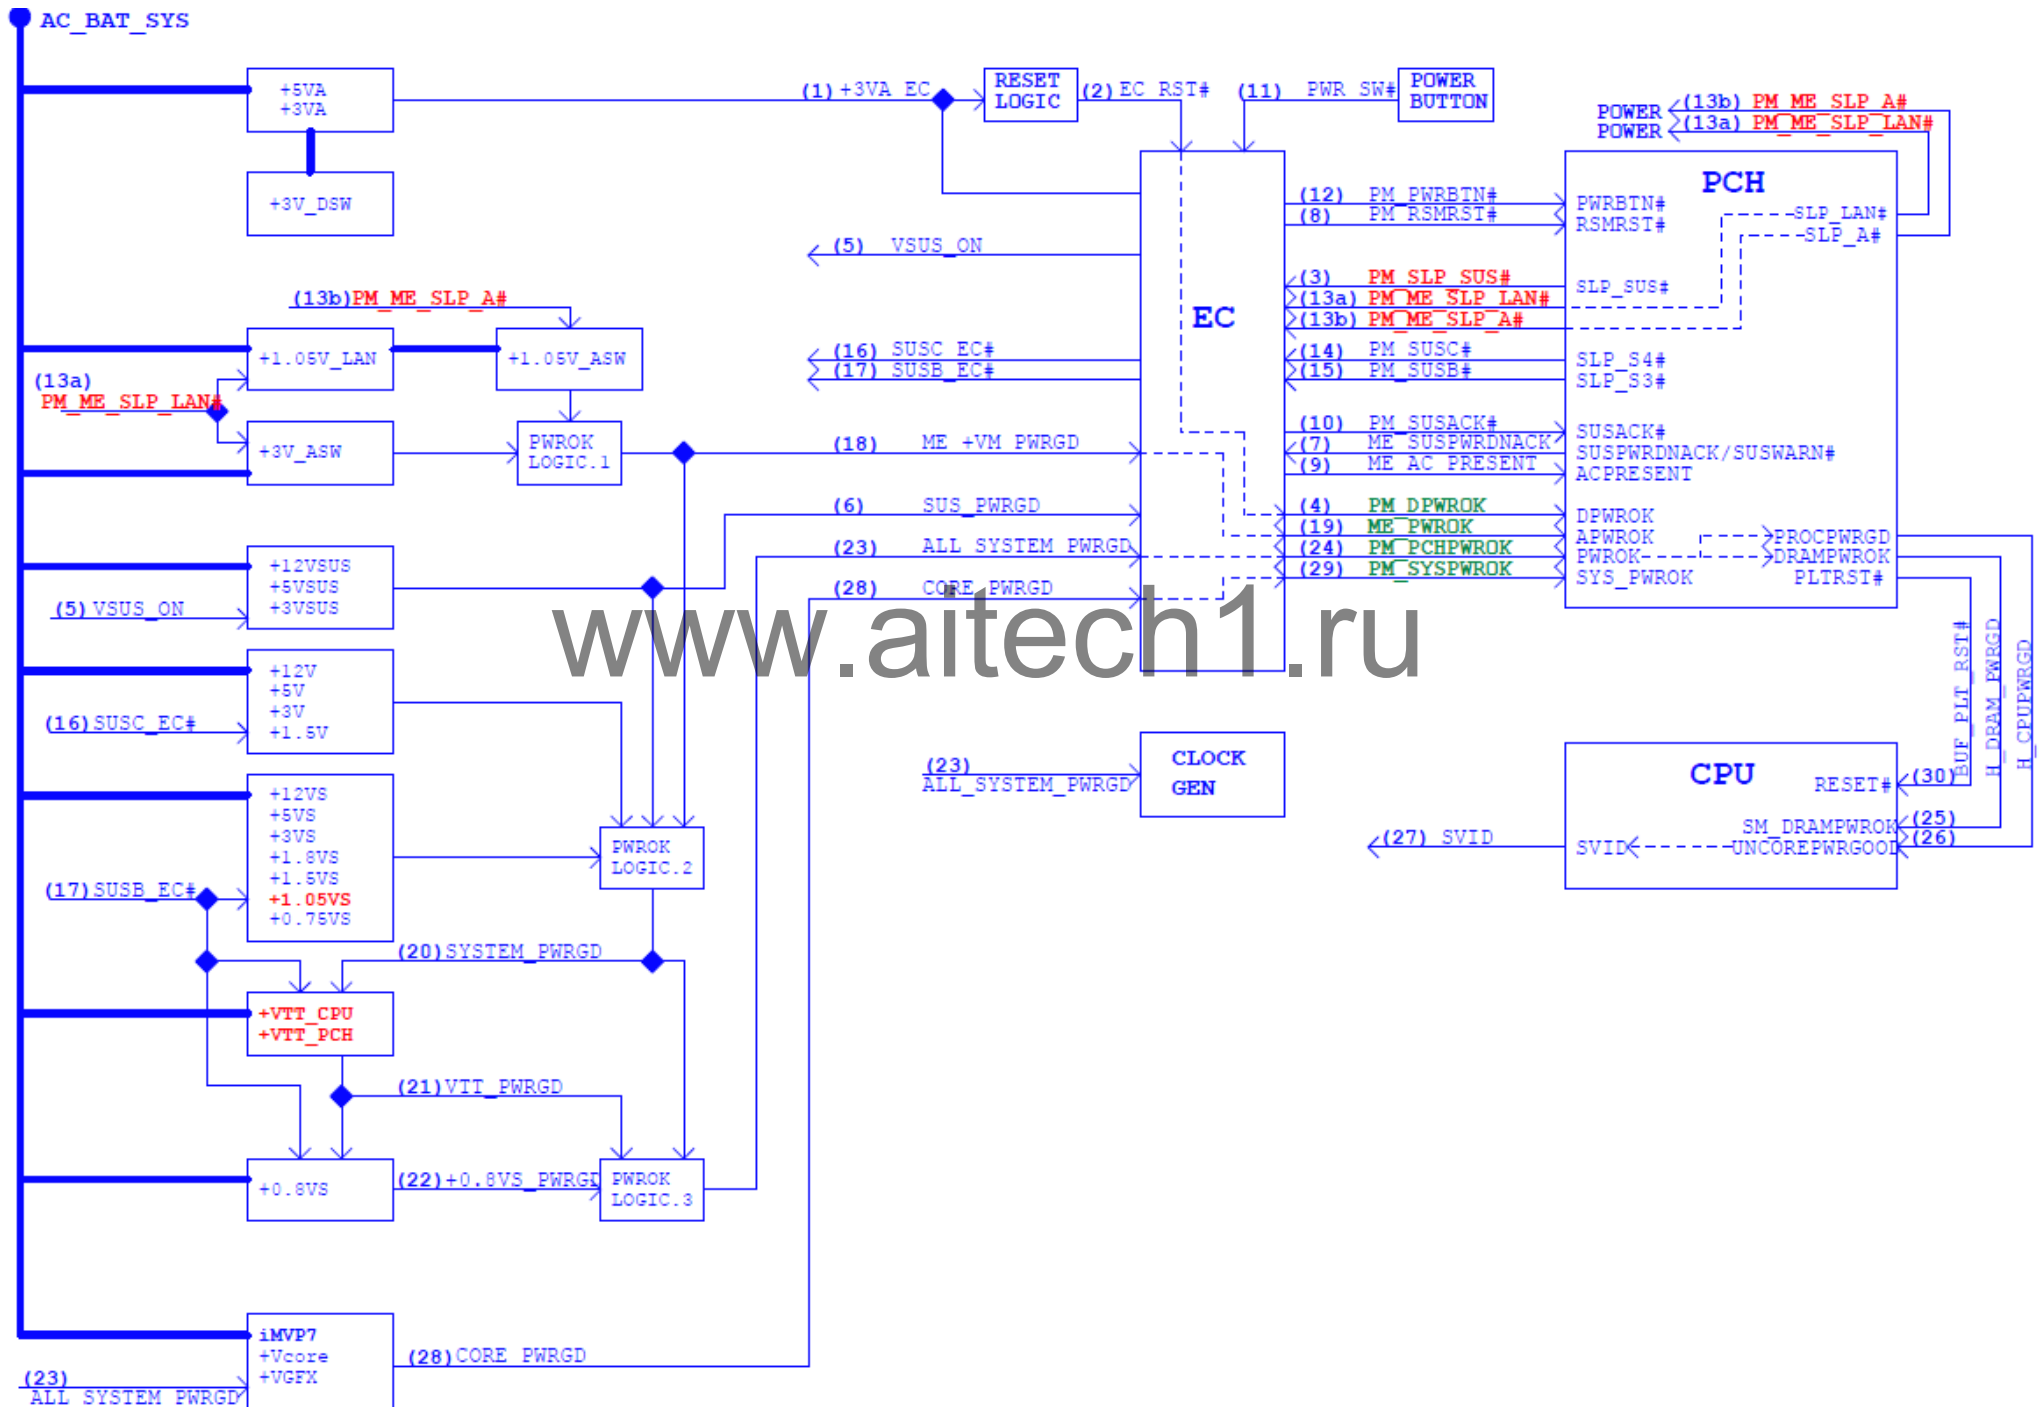 AC_BAT_SYS
+5VA
+3VA
(1) +3VA_EC
RESET
LOGIC
(2) EC_RST#
(11) PWR_SW#
POWER
BUTTON
POWER (13b) PM_ME_SLP_A#
POWER (13a) PM_ME_SLP_LAN#
+3V_DSW
PCH
(12) PM_PWRBTN#
(8) PM_RSMRST#
PWRBTN#
RSMRST#
SLP_LAN#
SLP_A#
(5) VSUS_ON
(3) PM_SLP_SUS#
(13a) PM_ME_SLP_LAN#
(13b) PM_ME_SLP_A#
SLP_SUS#
EC
(13b) PM_ME_SLP_A#
+1.05V_LAN
+1.05V_ASW
(16) SUSC_EC#
(17) SUSB_EC#
(14) PM_SUSC#
(15) PM_SUSB#
SLP_S4#
SLP_S3#
(13a)
PM_ME_SLP_LAN#
+3V_ASW
PWROK
LOGIC.1
(18) ME_+VM_PWRGD
(10) PM_SUSACK#
(7) ME_SUSPWRDNACK
(9) ME_AC_PRESENT
SUSACK#
SUSPWRDNACK/SUSWARN#
ACPRESENT
(6) SUS_PWRGD
(23) ALL_SYSTEM_PWRGD
(28) CORE_PWRGD
(4) PM_DPWROK
(19) ME_PWROK
(24) PM_PCHPWROK
(29) PM_SYSPWROK
DPWROK
APWROK
PWROK
SYS_PWROK
PROCPWRGD
DRAMPWROK
PLTRST#
+12VSUS
+5VSUS
+3VSUS
(5) VSUS_ON
www.aitech1.ru
BUF_PLT_RST#
H_DRAM_PWRGD
H_CPUPWRGD
+12V
+5V
+3V
+1.5V
(16) SUSC_EC#
(23)
ALL_SYSTEM_PWRGD
CLOCK
GEN
CPU
RESET# (30)
SM_DRAMPWROK (25)
UNCOREPWRGOOD (26)
SVID
(27) SVID
+12VS
+5VS
+3VS
+1.8VS
+1.5VS
+1.05VS
+0.75VS
(17) SUSB_EC#
PWROK
LOGIC.2
(20) SYSTEM_PWRGD
+VTT_CPU
+VTT_PCH
(21) VTT_PWRGD
+0.8VS
(22) +0.8VS_PWRGD
PWROK
LOGIC.3
iMVP7
+Vcore
+VGFX
(28) CORE_PWRGD
(23)
ALL_SYSTEM_PWRGD